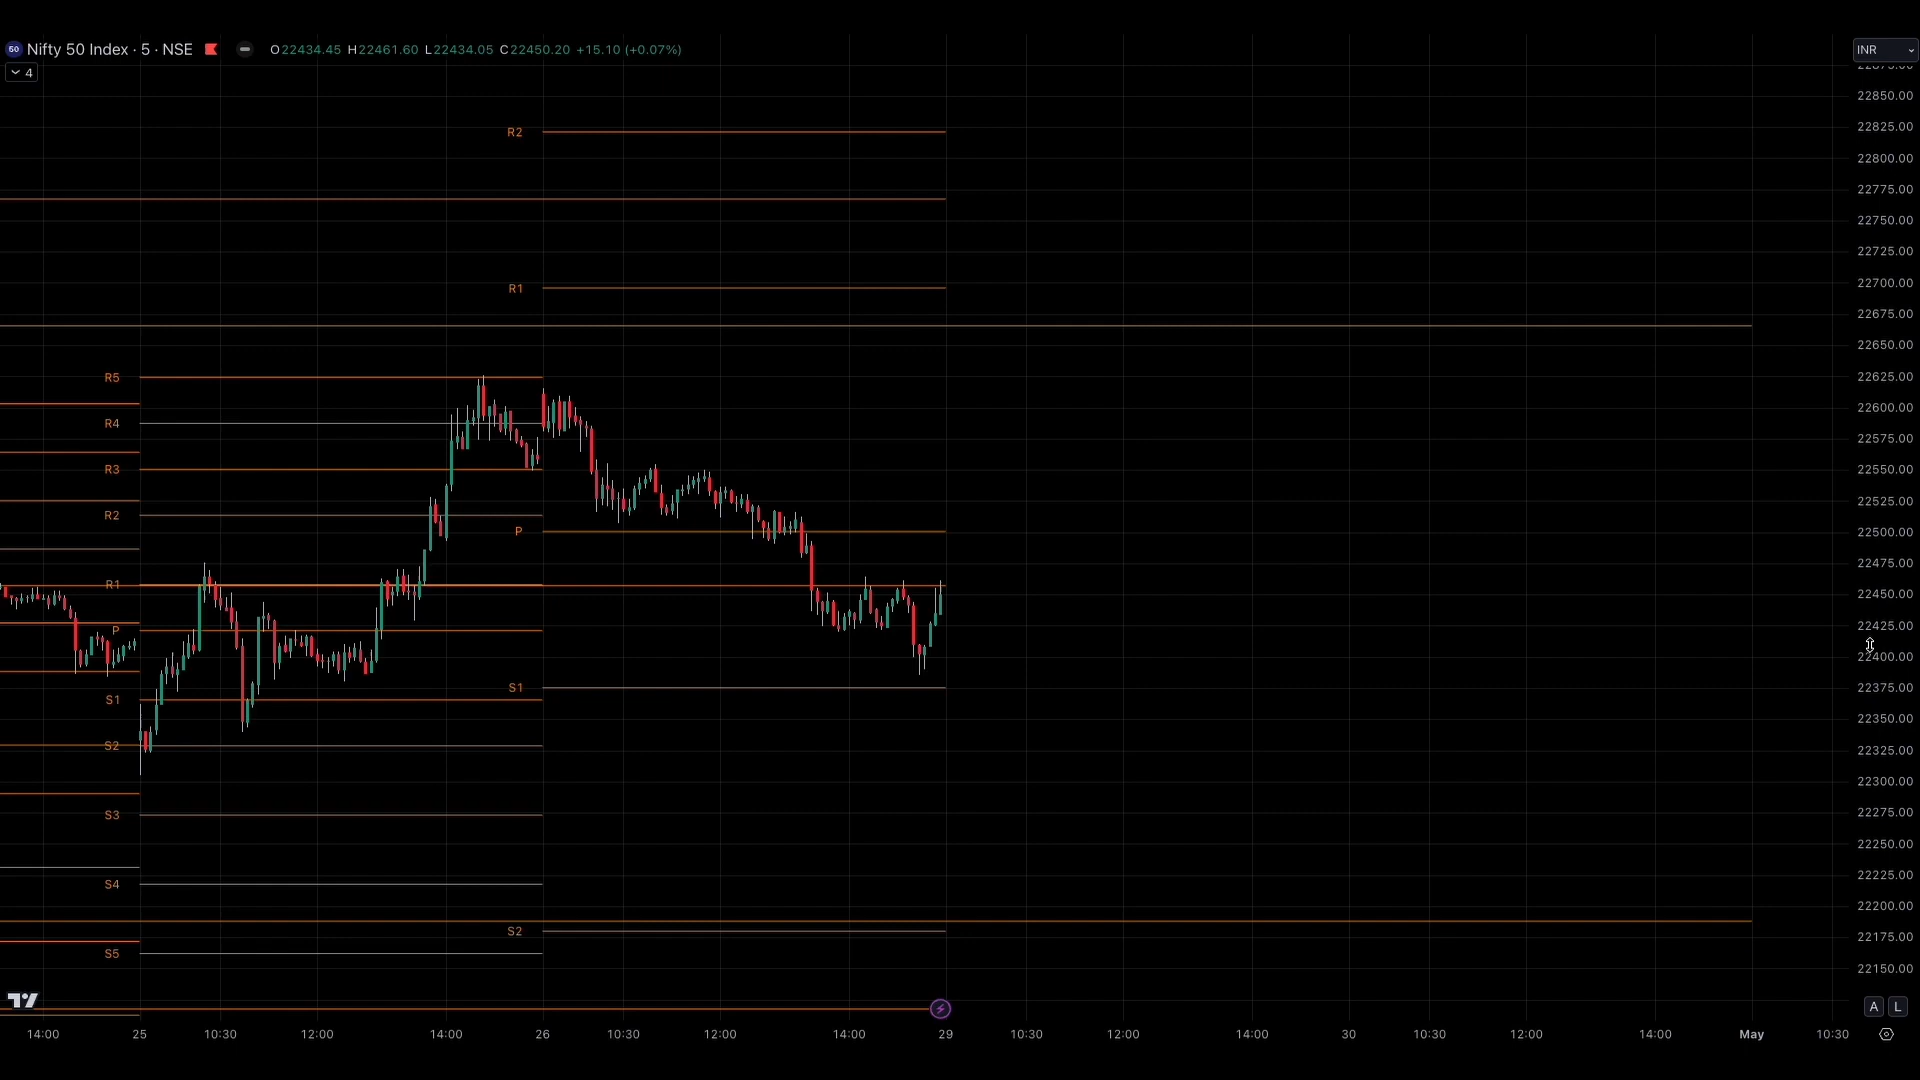 50 Nifty 50 Index · 5 · NSE O22434.45 H22461.60 L22434.05 C22450.20 +15.10 (+0.07%) INR
4
22875.00
22850.00
22825.00
R2
22800.00
22775.00
22750.00
22725.00
22700.00
R1
22675.00
22650.00
R5 22625.00
22600.00
R4
22575.00
R3 22550.00
22525.00
R2
P 22500.00
22475.00
R1
22450.00
P 22425.00
22400.00
S1 22375.00
S1
22350.00
S2 22325.00
22300.00
S3 22275.00
22250.00
S4 22225.00
22200.00
S2 22175.00
S5
22150.00
A L
14:00 25 10:30 12:00 14:00 26 10:30 12:00 14:00 29 10:30 12:00 14:00 30 10:30 12:00 14:00 May 10:30